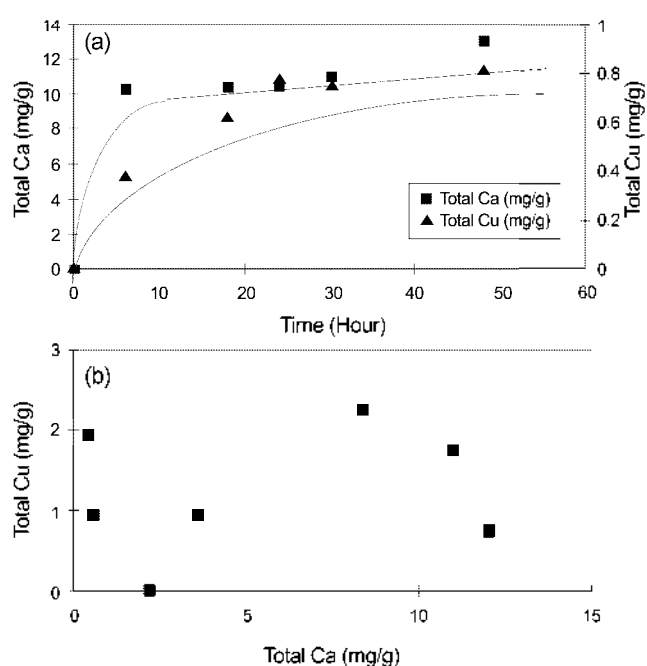 (a)
Total Ca (mg/g)
14
12
10
8
6
4
2
0
Total Cu (mg/g)
1
0.8
0.6
0.4
0.2
0
Total Ca (mg/g)
Total Cu (mg/g)
0 10 20 30 40 50 60
Time (Hour)
(b)
Total Cu (mg/g)
3
2
1
0
0 5 10 15
Total Ca (mg/g)